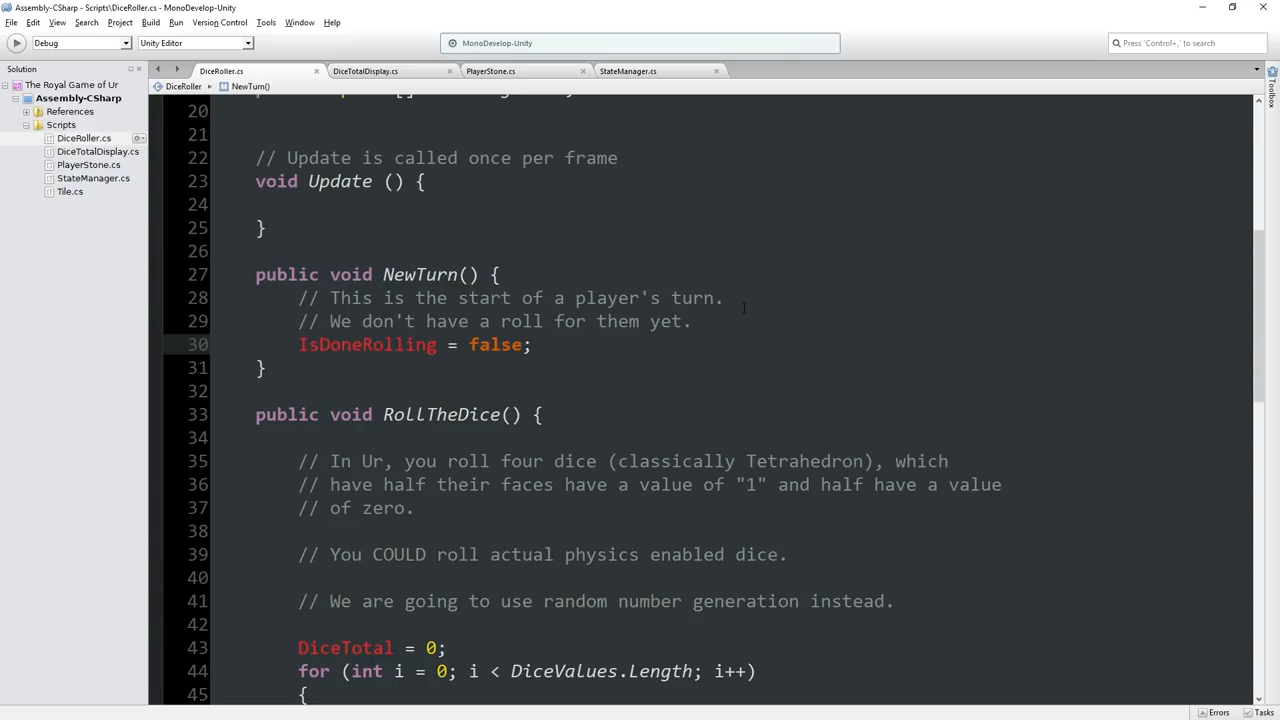 Assembly-CSharp - Scripts\DiceRoller.cs - MonoDevelop-Unity
File Edit View Search Project Build Run Version Control Tools Window Help
Debug Unity Editor MonoDevelop-Unity Press 'Control+,' to search
Solution
DiceRoller.cs DiceTotalDisplay.cs PlayerStone.cs StateManager.cs
The Royal Game of Ur
DiceRoller NewTurn()
Assembly-CSharp
References
Scripts
DiceRoller.cs
DiceTotalDisplay.cs
PlayerStone.cs
StateManager.cs
Tile.cs
Toolbox
20
21
22 // Update is called once per frame
23 void Update () {
24
25 }
26
27 public void NewTurn() {
28 // This is the start of a player's turn.
29 // We don't have a roll for them yet.
30 IsDoneRolling = false;
31 }
32
33 public void RollTheDice() {
34
35 // In Ur, you roll four dice (classically Tetrahedron), which
36 // have half their faces have a value of "1" and half have a value
37 // of zero.
38
39 // You COULD roll actual physics enabled dice.
40
41 // We are going to use random number generation instead.
42
43 DiceTotal = 0;
44 for (int i = 0; i < DiceValues.Length; i++)
45 {
Errors Tasks